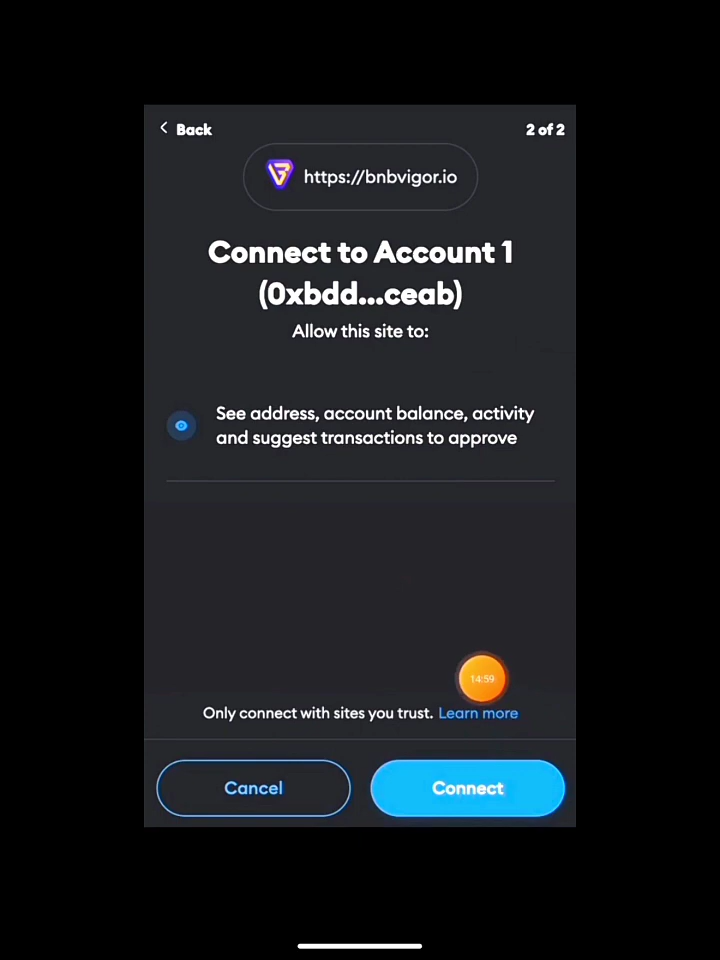 Back
2 of 2
https://bnbvigor.io
Connect to Account 1
(0xbdd...ceab)
Allow this site to:
See address, account balance, activity
and suggest transactions to approve
14:59
Only connect with sites you trust. Learn more
Cancel
Connect